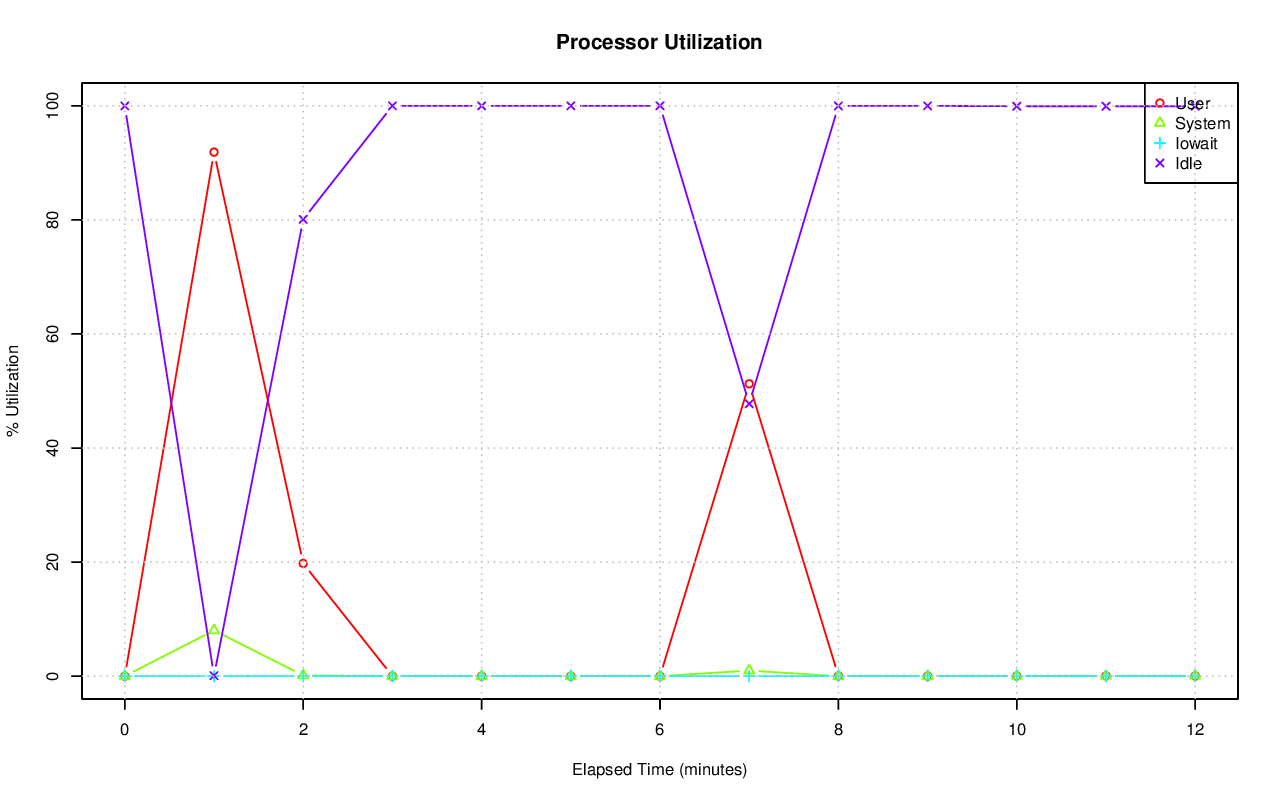 Processor Utilization
100
80
60
40
20
0
% Utilization
User
System
Iowait
Idle
0 2 4 6 8 10 12
Elapsed Time (minutes)